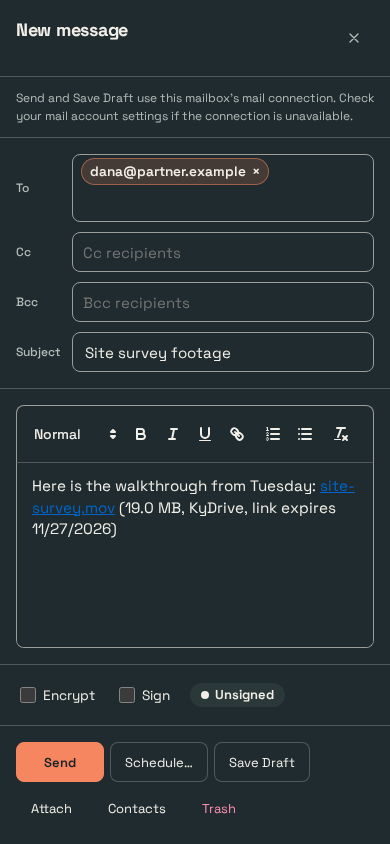 New message
×
Send and Save Draft use this mailbox's mail connection. Check
your mail account settings if the connection is unavailable.
To
dana@partner.example ×
Cc
Cc recipients
Bcc
Bcc recipients
Subject
Site survey footage
Normal B I U
Here is the walkthrough from Tuesday: site-
survey.mov (19.0 MB, KyDrive, link expires
11/27/2026)
Encrypt Sign Unsigned
Send Schedule… Save Draft
Attach Contacts Trash